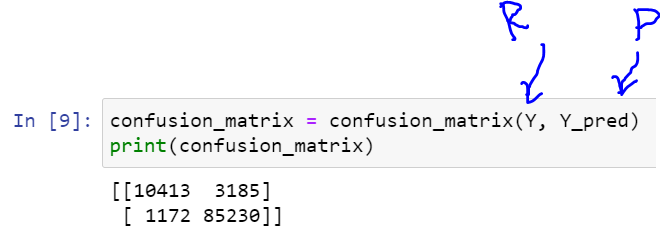 R P
In [9]: confusion_matrix = confusion_matrix(Y, Y_pred)
print(confusion_matrix)
[[10413  3185]
 [ 1172 85230]]